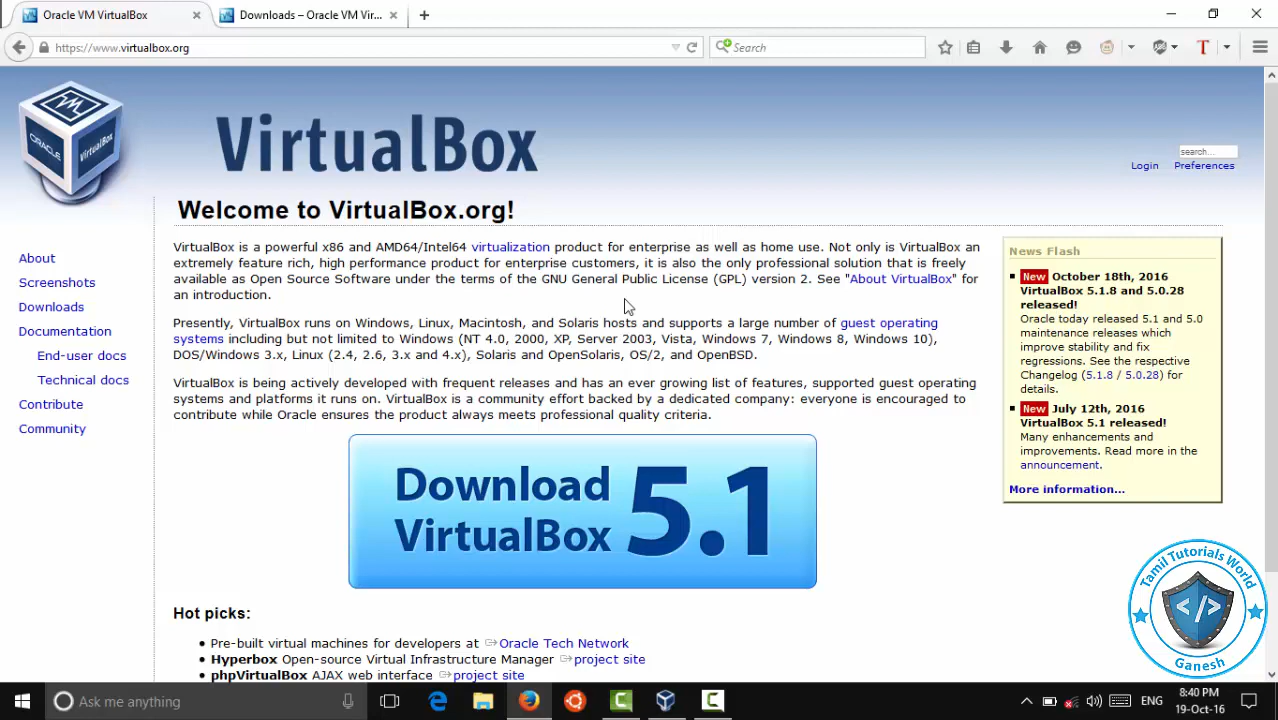 Oracle VM VirtualBox
Downloads – Oracle VM Vir...
https://www.virtualbox.org
Search
ORACLE
VirtualBox
VirtualBox
search...
Login
Preferences
Welcome to VirtualBox.org!
About
Screenshots
Downloads
Documentation
End-user docs
Technical docs
Contribute
Community
VirtualBox is a powerful x86 and AMD64/Intel64 virtualization product for enterprise as well as home use. Not only is VirtualBox an
extremely feature rich, high performance product for enterprise customers, it is also the only professional solution that is freely
available as Open Source Software under the terms of the GNU General Public License (GPL) version 2. See "About VirtualBox" for
an introduction.
Presently, VirtualBox runs on Windows, Linux, Macintosh, and Solaris hosts and supports a large number of guest operating
systems including but not limited to Windows (NT 4.0, 2000, XP, Server 2003, Vista, Windows 7, Windows 8, Windows 10),
DOS/Windows 3.x, Linux (2.4, 2.6, 3.x and 4.x), Solaris and OpenSolaris, OS/2, and OpenBSD.
VirtualBox is being actively developed with frequent releases and has an ever growing list of features, supported guest operating
systems and platforms it runs on. VirtualBox is a community effort backed by a dedicated company: everyone is encouraged to
contribute while Oracle ensures the product always meets professional quality criteria.
Download
VirtualBox
5.1
Hot picks:
Pre-built virtual machines for developers at Oracle Tech Network
Hyperbox Open-source Virtual Infrastructure Manager project site
phpVirtualBox AJAX web interface project site
News Flash
New October 18th, 2016
VirtualBox 5.1.8 and 5.0.28
released!
Oracle today released 5.1 and 5.0
maintenance releases which
improve stability and fix
regressions. See the respective
Changelog (5.1.8 / 5.0.28) for
details.
New July 12th, 2016
VirtualBox 5.1 released!
Many enhancements and
improvements. Read more in the
announcement.
More information...
Tamil Tutorials World
</>
Ganesh
Ask me anything
ENG
8:40 PM
19-Oct-16